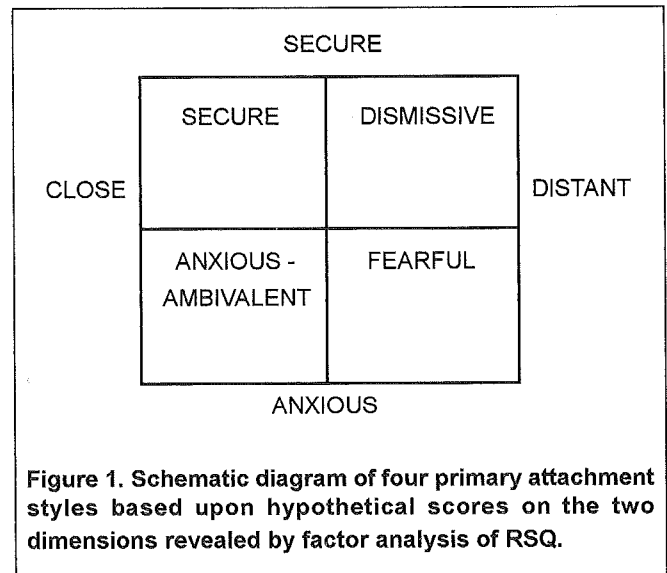 SECURE
SECURE DISMISSIVE
CLOSE DISTANT
ANXIOUS - FEARFUL
AMBIVALENT
ANXIOUS
Figure 1. Schematic diagram of four primary attachment
styles based upon hypothetical scores on the two
dimensions revealed by factor analysis of RSQ.